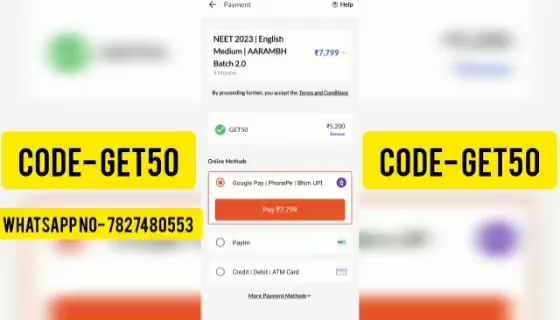 Payment
Help
NEET 2023 | English
Medium | AARAMBH
Batch 2.0
₹7,799
By proceeding further, you accept the Terms and Conditions
GET50
₹5,200
Remove
Online Methods
CODE-GET50
CODE-GET50
Google Pay | PhonePe | Bhim UPI
WHATSAPP NO- 7827480553
Pay ₹7,799
Paytm
Credit | Debit | ATM Card
More Payment Methods